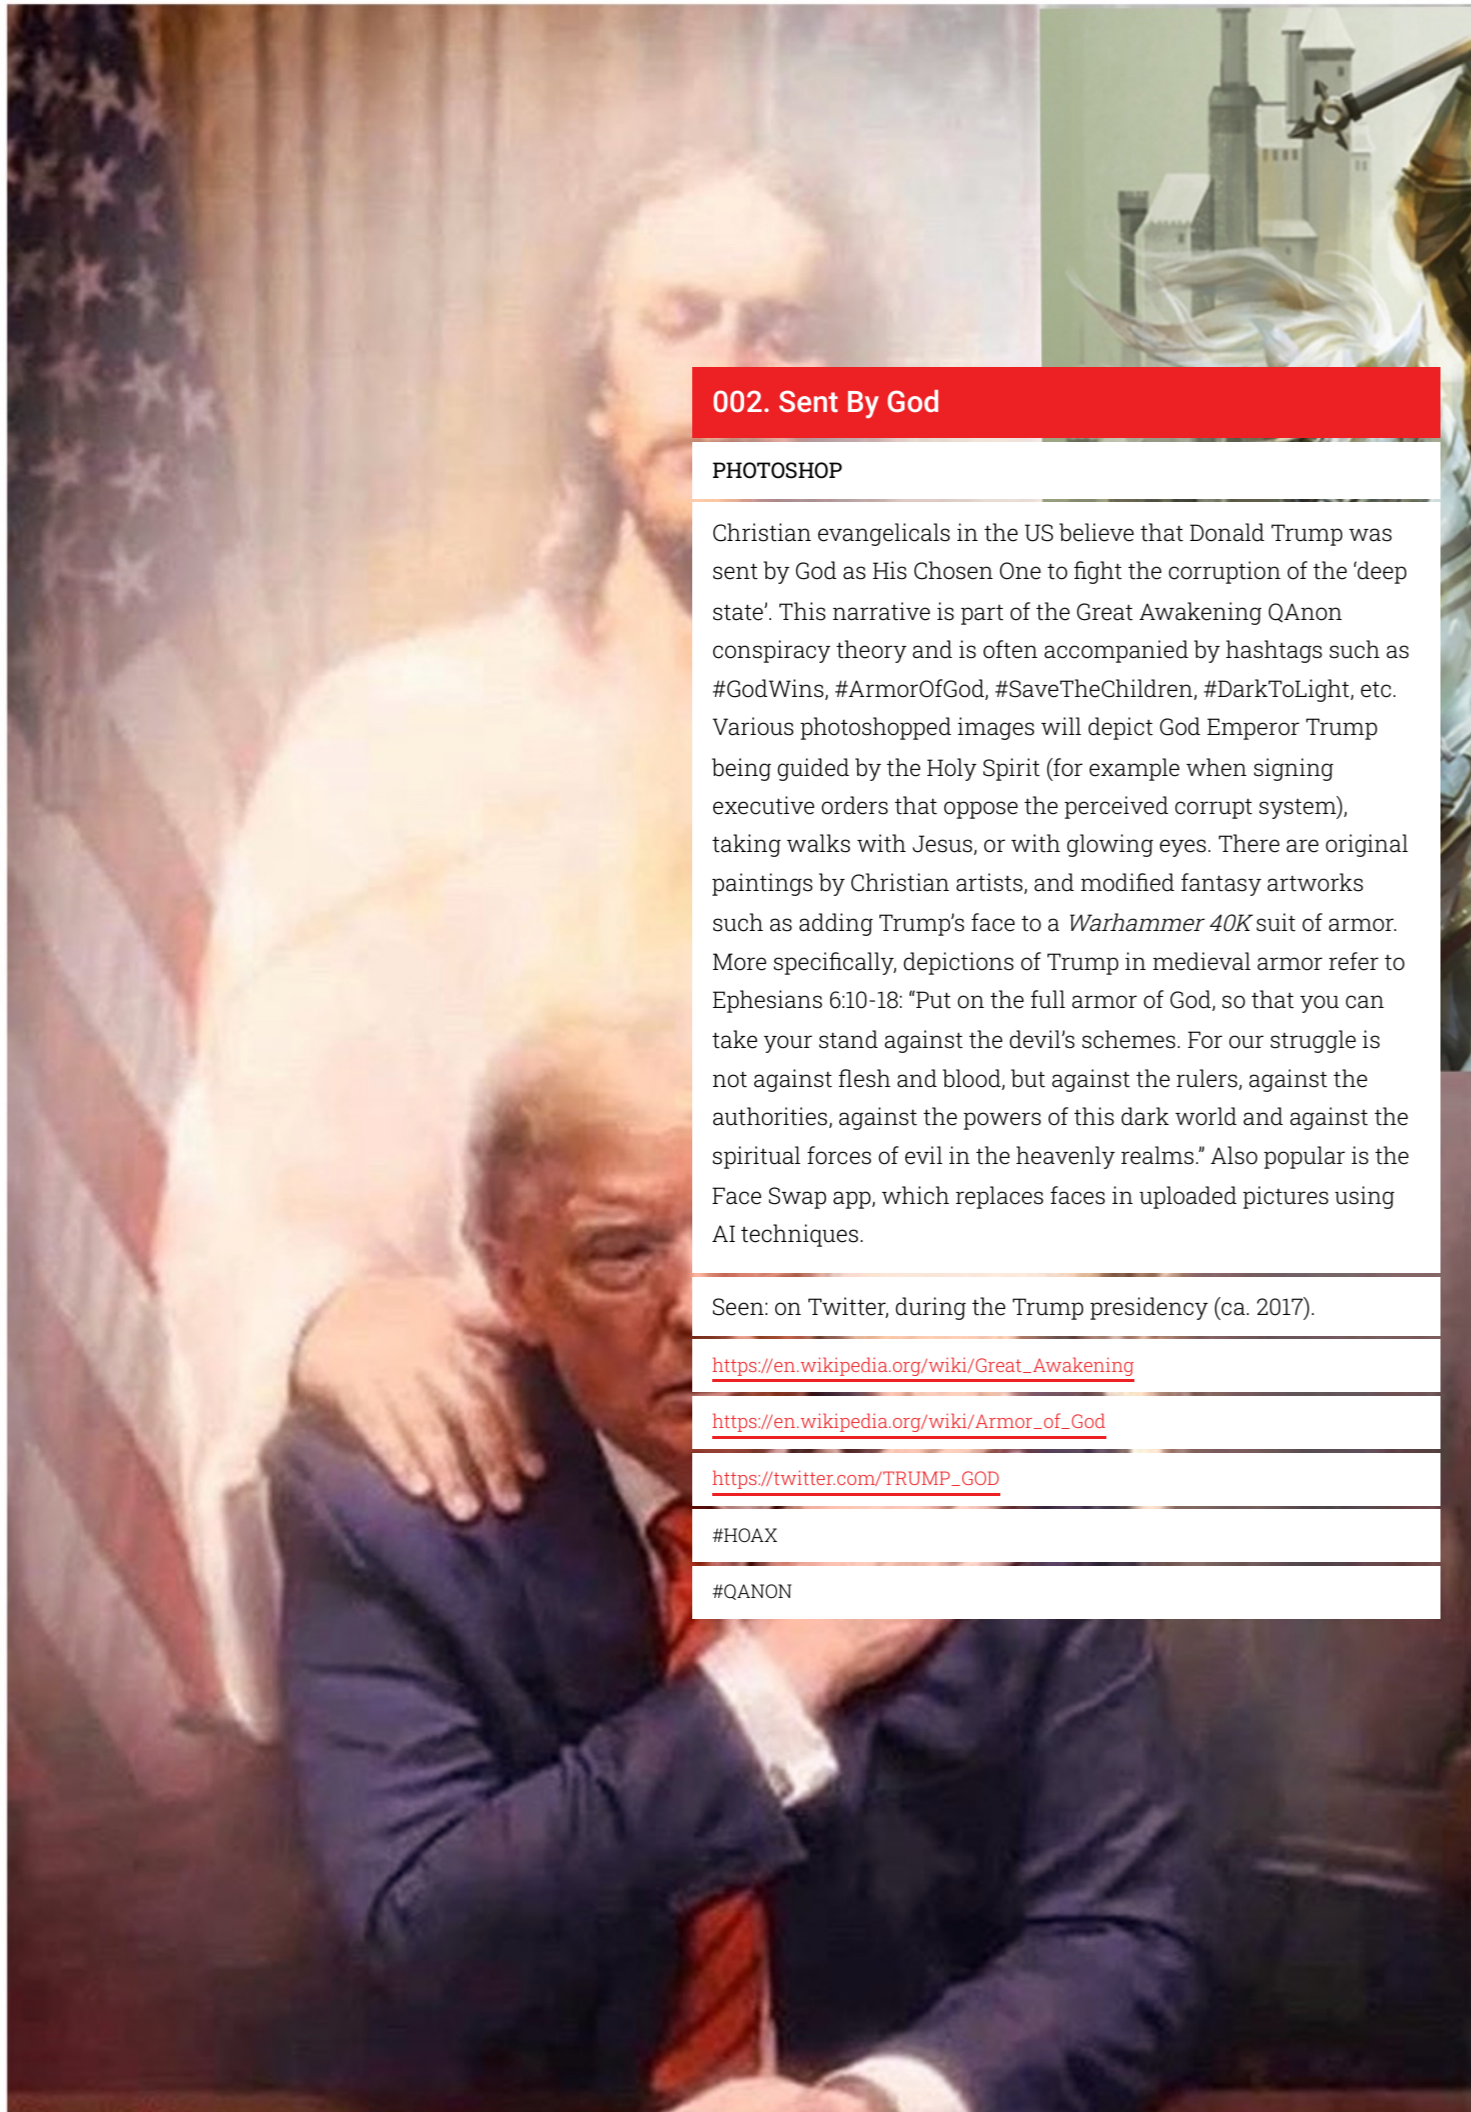 002. Sent By God
PHOTOSHOP
Christian evangelicals in the US believe that Donald Trump was
sent by God as His Chosen One to fight the corruption of the ‘deep
state’. This narrative is part of the Great Awakening QAnon
conspiracy theory and is often accompanied by hashtags such as
#GodWins, #ArmorOfGod, #SaveTheChildren, #DarkToLight, etc.
Various photoshopped images will depict God Emperor Trump
being guided by the Holy Spirit (for example when signing
executive orders that oppose the perceived corrupt system),
taking walks with Jesus, or with glowing eyes. There are original
paintings by Christian artists, and modified fantasy artworks
such as adding Trump’s face to a Warhammer 40K suit of armor.
More specifically, depictions of Trump in medieval armor refer to
Ephesians 6:10-18: “Put on the full armor of God, so that you can
take your stand against the devil’s schemes. For our struggle is
not against flesh and blood, but against the rulers, against the
authorities, against the powers of this dark world and against the
spiritual forces of evil in the heavenly realms.” Also popular is the
Face Swap app, which replaces faces in uploaded pictures using
AI techniques.
Seen: on Twitter, during the Trump presidency (ca. 2017).
https://en.wikipedia.org/wiki/Great_Awakening
https://en.wikipedia.org/wiki/Armor_of_God
https://twitter.com/TRUMP_GOD
#HOAX
#QANON